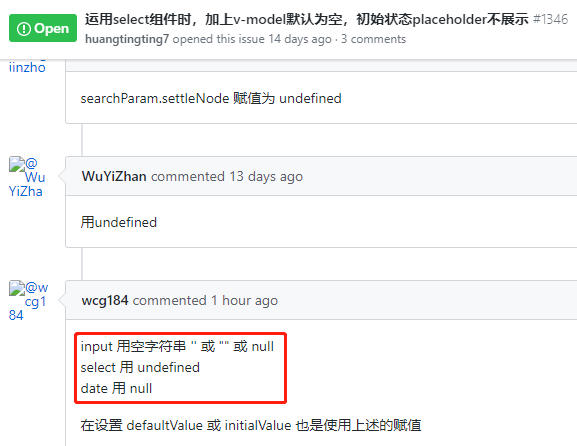 Open
运用select组件时，加上v-model默认为空，初始状态placeholder不展示 #1346
huangtingting7 opened this issue 14 days ago · 3 comments
iinzho
searchParam.settleNode 赋值为 undefined
@
Wu
YiZha
WuYiZhan commented 13 days ago
用undefined
@w
cg1
84
wcg184 commented 1 hour ago
input 用空字符串 '' 或 "" 或 null
select 用 undefined
date 用 null
在设置 defaultValue 或 initialValue 也是使用上述的赋值